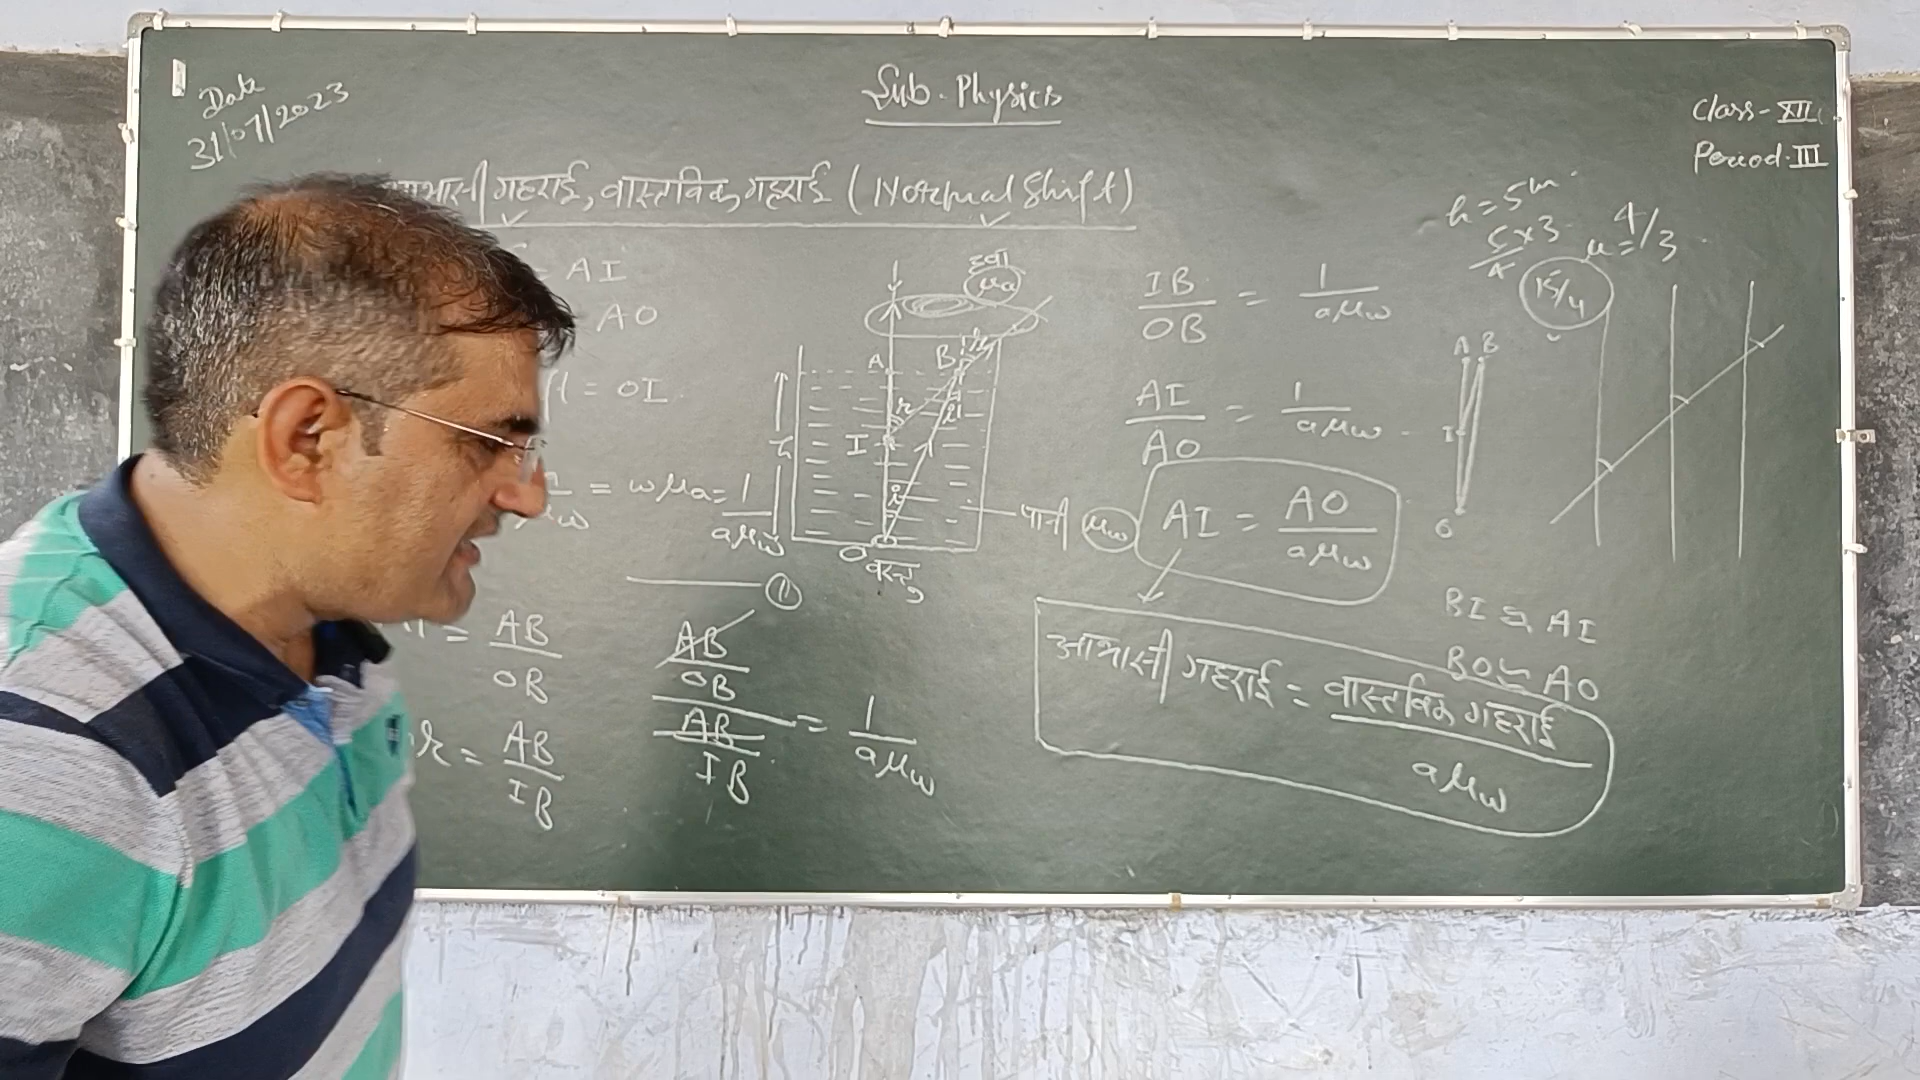 Date
31/07/2023
Sub. Physics
Class-XII
Period-III
आभासी गहराई, वास्तविक गहराई (Normal Shift)
= AI
AO
= OI
= wμa = 1/aμw
①
= AB/OB
r = AB/IB
AB/OB
AB/IB
= 1/aμw
हवा
μa
A
B
r
r
i
I
i
h
O
वस्तु
पानी μw
IB/OB = 1/aμw
AI/AO = 1/aμw
AI = AO/aμw
आभासी गहराई = वास्तविक गहराई/aμw
h = 5m
5×3/4
μ = 4/3
15/4
A B
I
O
BI ≈ AI
BO ≈ AO